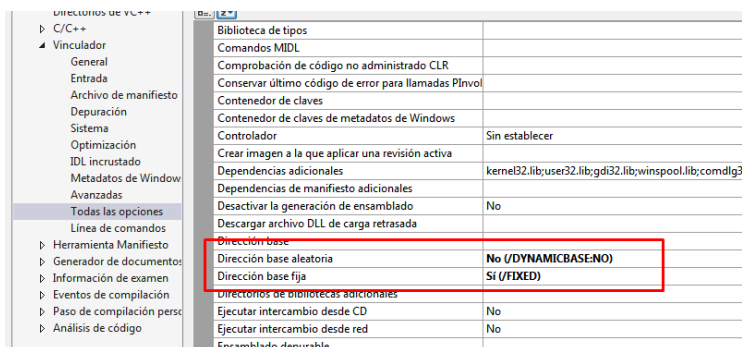 Directorios de VC++
C/C++
Vinculador
General
Entrada
Archivo de manifiesto
Depuración
Sistema
Optimización
IDL incrustado
Metadatos de Window
Avanzadas
Todas las opciones
Línea de comandos
Herramienta Manifiesto
Generador de documentos
Información de examen
Eventos de compilación
Paso de compilación perso
Análisis de código
Biblioteca de tipos
Comandos MIDL
Comprobación de código no administrado CLR
Conservar último código de error para llamadas PInvol
Contenedor de claves
Contenedor de claves de metadatos de Windows
Controlador Sin establecer
Crear imagen a la que aplicar una revisión activa
Dependencias adicionales kernel32.lib;user32.lib;gdi32.lib;winspool.lib;comdlg3
Dependencias de manifiesto adicionales
Desactivar la generación de ensamblado No
Descargar archivo DLL de carga retrasada
Dirección base
Dirección base aleatoria No (/DYNAMICBASE:NO)
Dirección base fija Sí (/FIXED)
Directorios de bibliotecas adicionales
Ejecutar intercambio desde CD No
Ejecutar intercambio desde red No
Ensamblado depurable